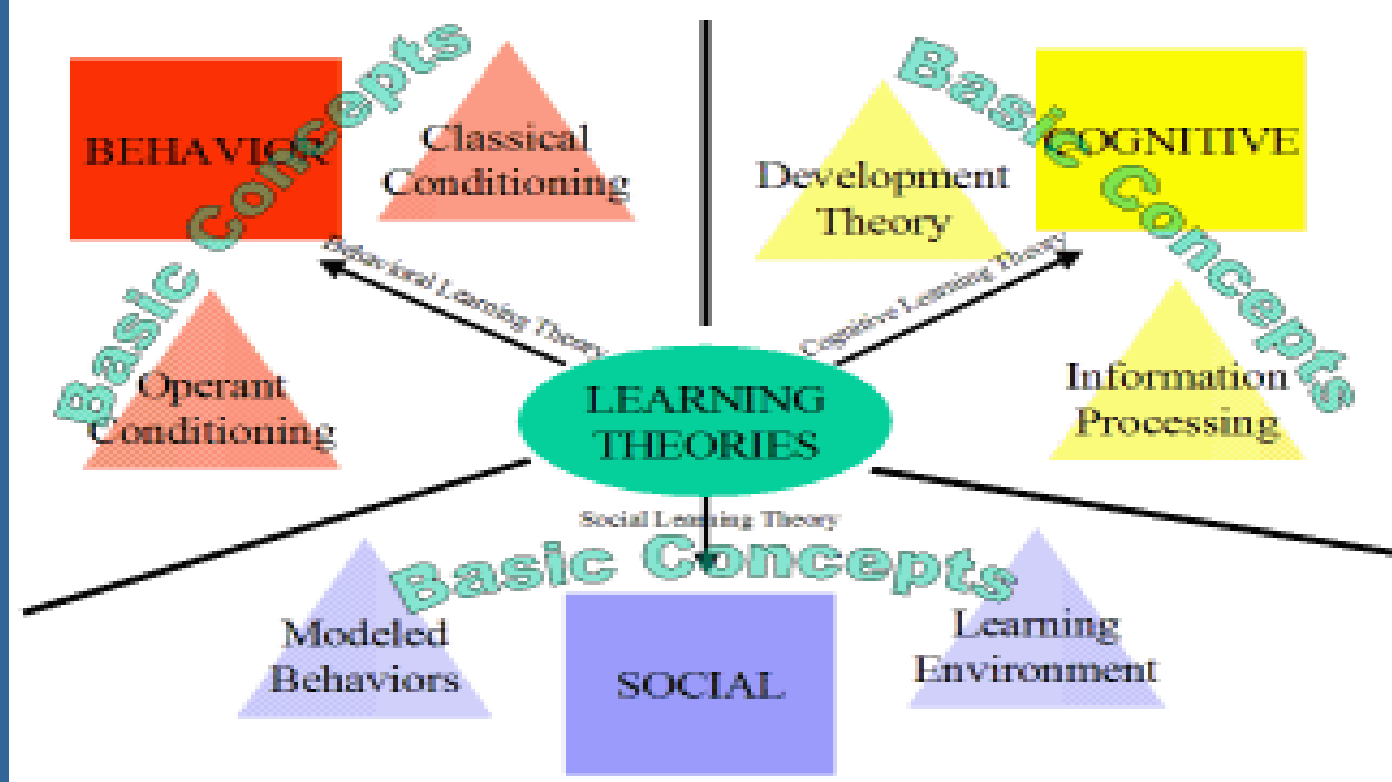 Basic Concepts
BEHAVIOR
Classical
Conditioning
Behavioral Learning Theory
Operant
Conditioning
Basic Concepts
COGNITIVE
Development
Theory
Cognitive Learning Theory
Information
Processing
LEARNING
THEORIES
Social Learning Theory
Basic Concepts
Modeled
Behaviors
SOCIAL
Learning
Environment